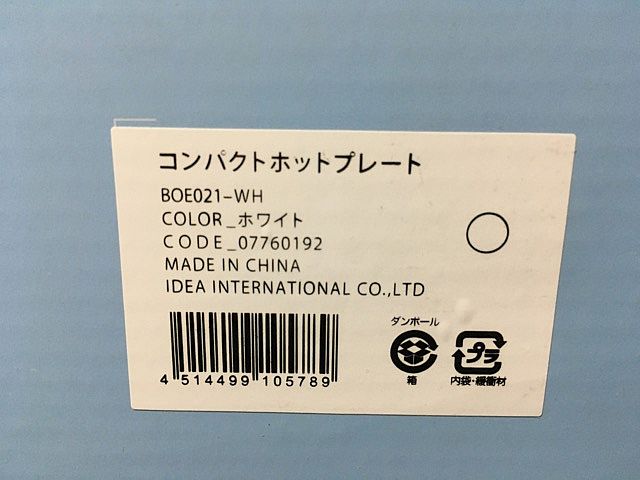 コンパクトホットプレート
BOE021-WH
COLOR_ホワイト
CODE_07760192
MADE IN CHINA
IDEA INTERNATIONAL CO.,LTD
4 514499 105789
ダンボール
箱
プラ
内袋・緩衝材